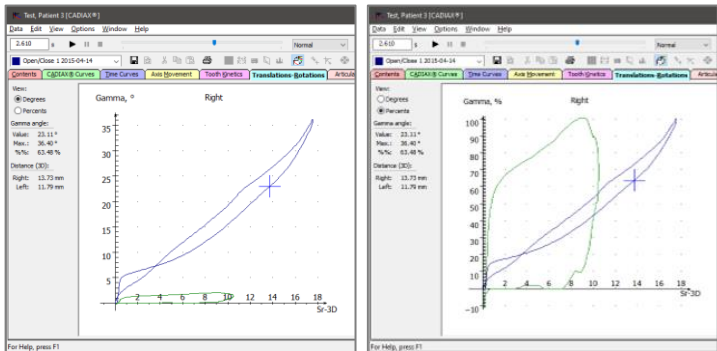 Test, Patient 3 [CADIAX®]
Data Edit View Options Window Help
2.610 s Normal
Open/Close 1 2015-04-14
Contents CADIAX® Curves Time Curves Axis Movement Tooth Kinetics Translations-Rotations Articula
View:
Degrees
Percents
Gamma angle:
Value: 23.11 °
Max.: 36.40 °
%%: 63.48 %
Distance (3D):
Right: 13.73 mm
Left: 11.79 mm
Gamma, ° Right
35
30
25
20
15
10
5
2 4 6 8 10 12 14 16 18
Sr-3D
For Help, press F1
Test, Patient 3 [CADIAX®]
Data Edit View Options Window Help
2.610 s Normal
Open/Close 1 2015-04-14
Contents CADIAX® Curves Time Curves Axis Movement Tooth Kinetics Translations-Rotations Articula
View:
Degrees
Percents
Gamma angle:
Value: 23.11 °
Max.: 36.40 °
%%: 63.48 %
Distance (3D):
Right: 13.73 mm
Left: 11.79 mm
Gamma, % Right
100
90
80
70
60
50
40
30
20
10
0
2 4 6 8 10 12 14 16 18
Sr-3D
-10
For Help, press F1